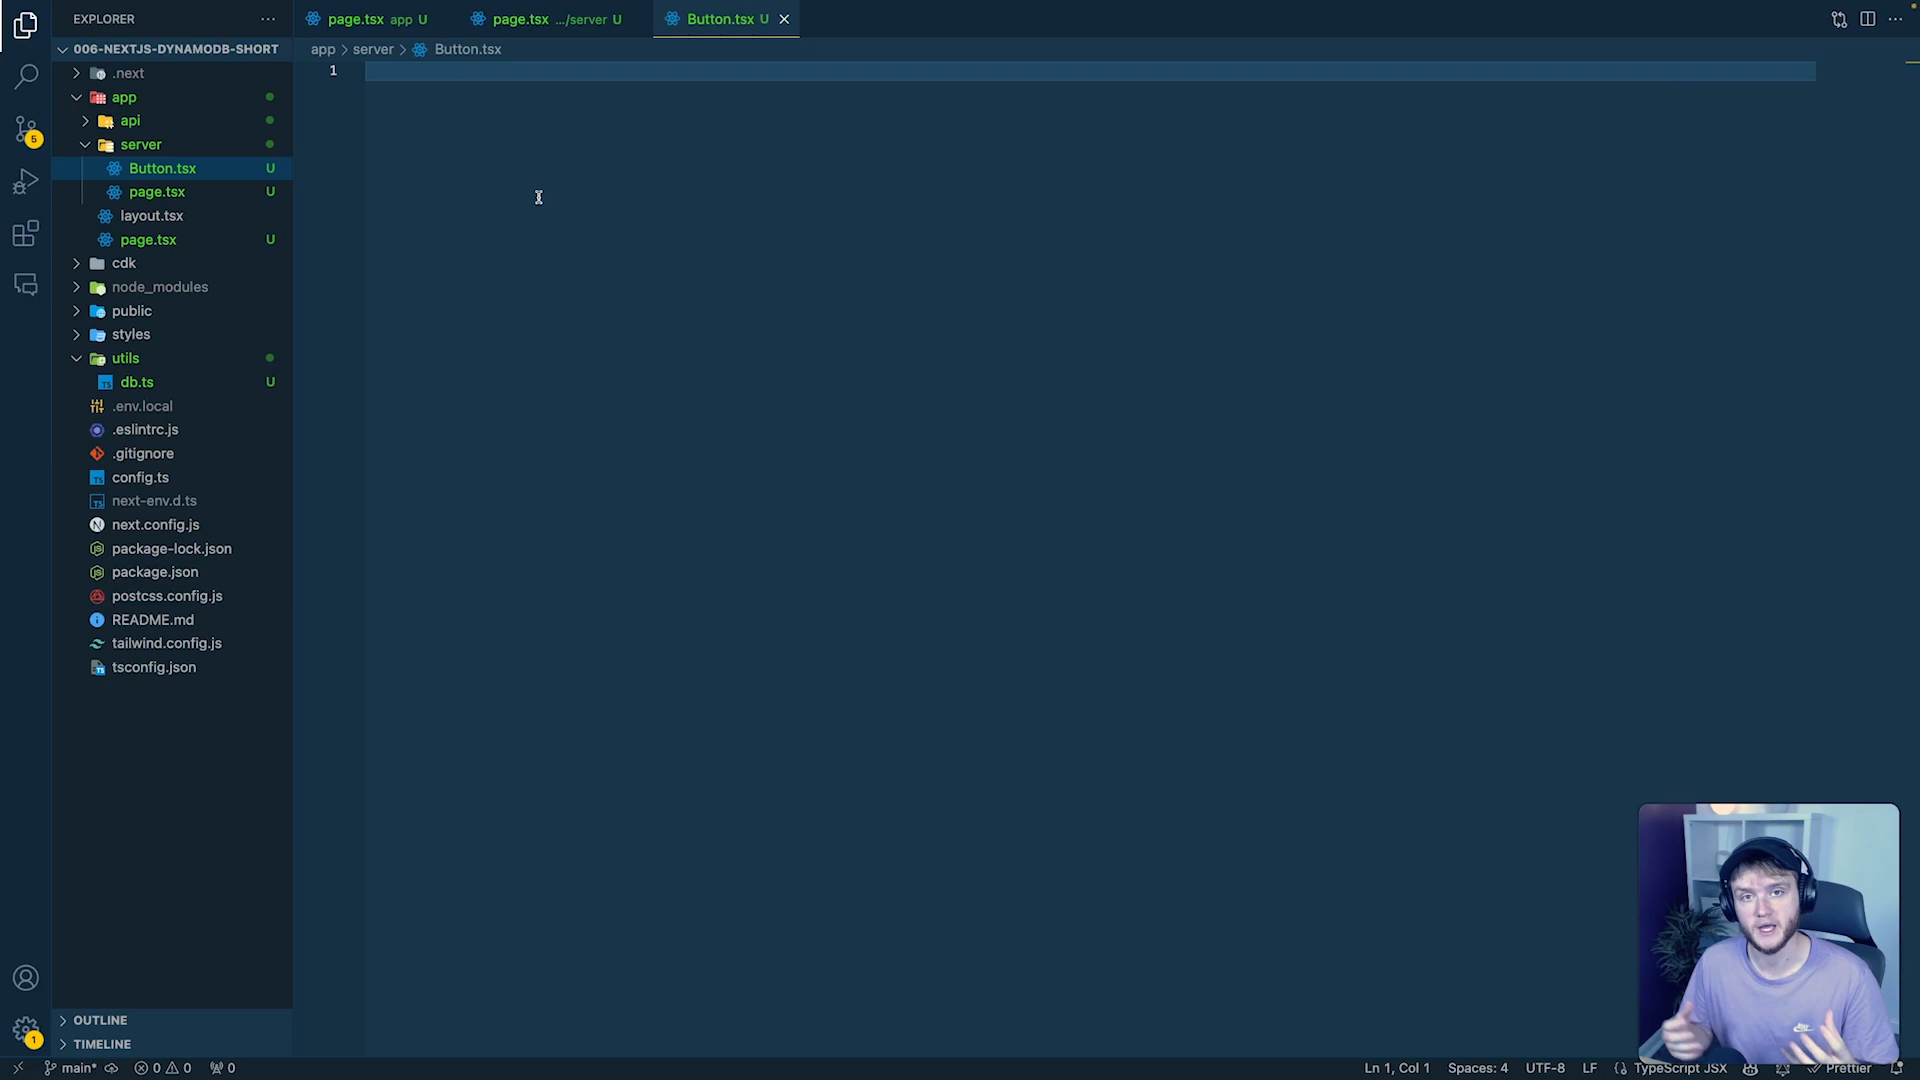 EXPLORER
page.tsx app U
page.tsx .../server U
Button.tsx U
006-NEXTJS-DYNAMODB-SHORT
app > server > Button.tsx
1
.next
app
api
server
Button.tsx U
page.tsx U
layout.tsx
page.tsx U
cdk
node_modules
public
styles
utils
db.ts U
.env.local
.eslintrc.js
.gitignore
config.ts
next-env.d.ts
next.config.js
package-lock.json
package.json
postcss.config.js
README.md
tailwind.config.js
tsconfig.json
5
1
OUTLINE
TIMELINE
main* 0 0 0
Ln 1, Col 1 Spaces: 4 UTF-8 LF {} TypeScript JSX Prettier